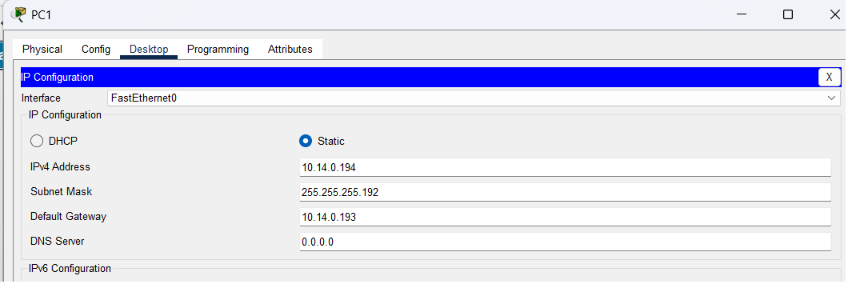 PC1
Physical Config Desktop Programming Attributes
IP Configuration X
Interface FastEthernet0
IP Configuration
DHCP Static
IPv4 Address 10.14.0.194
Subnet Mask 255.255.255.192
Default Gateway 10.14.0.193
DNS Server 0.0.0.0
IPv6 Configuration